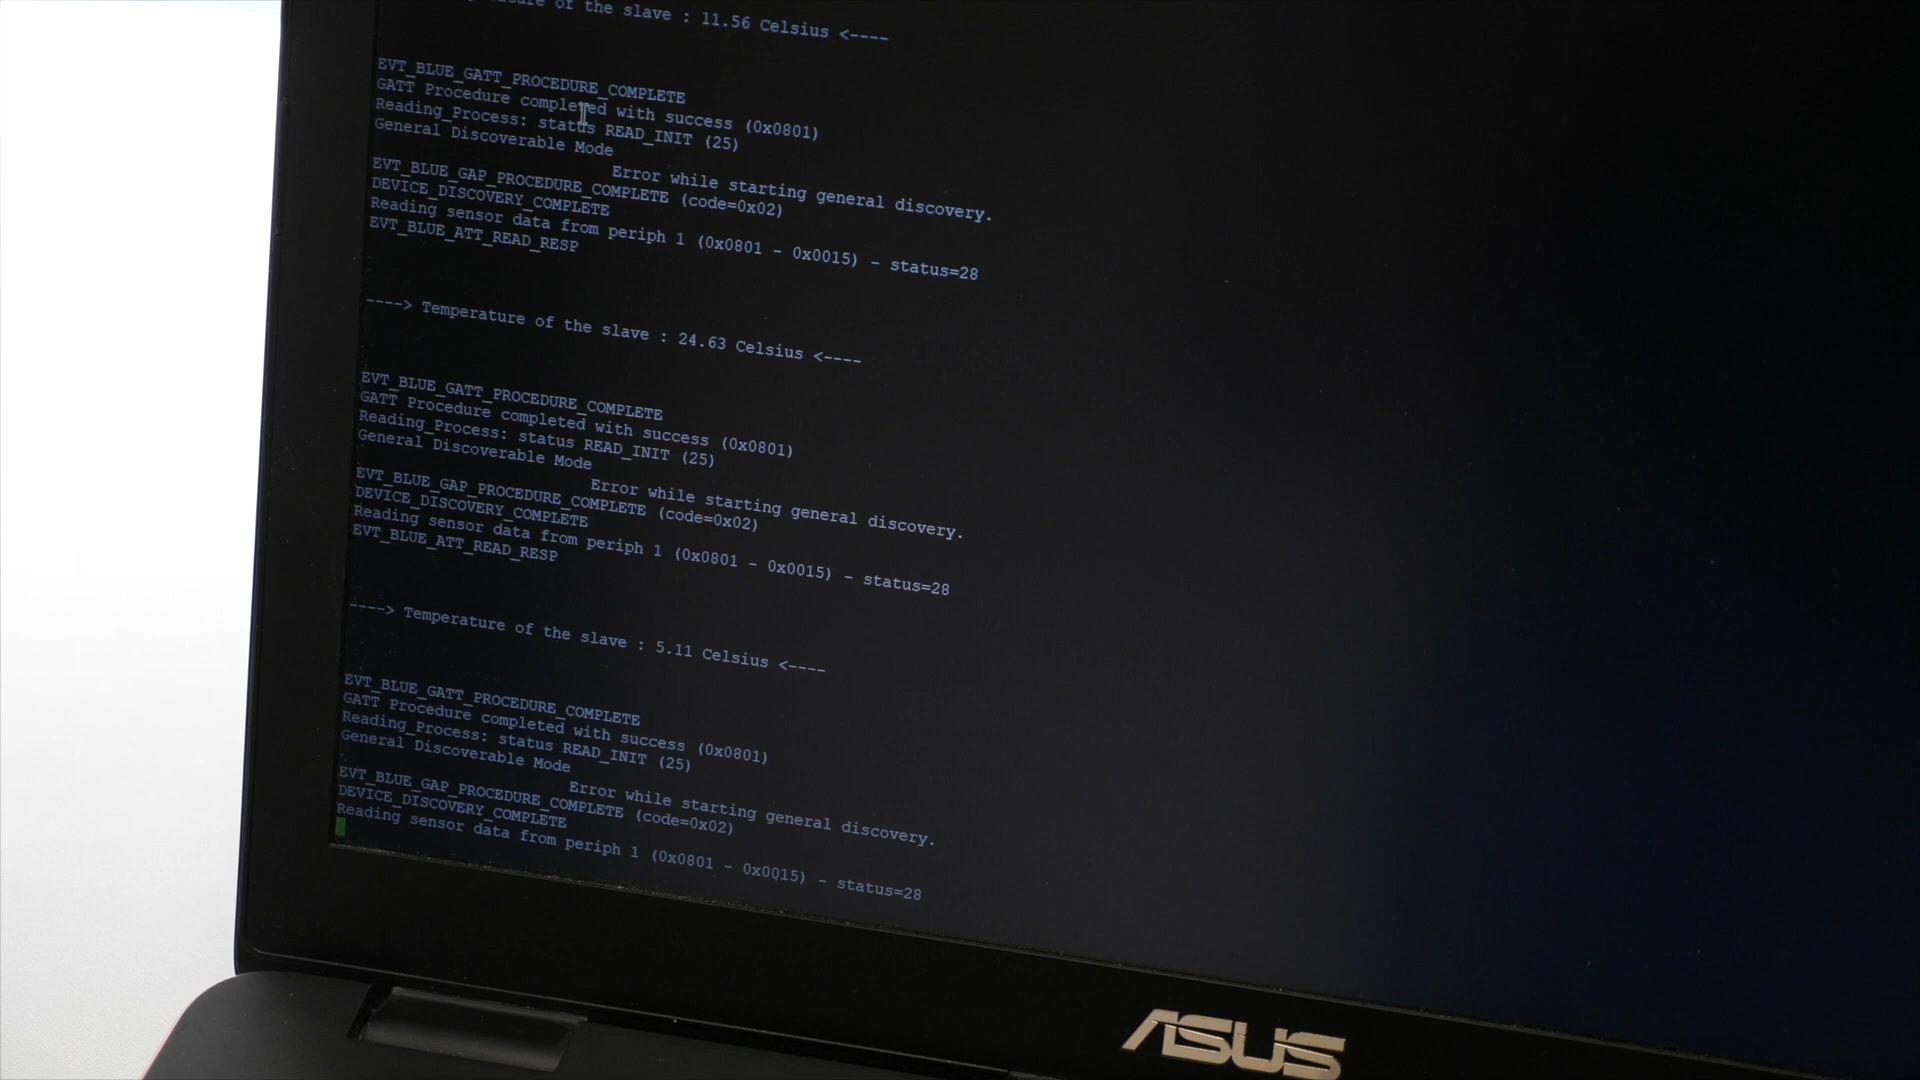 of the slave : 11.56 Celsius <----
EVT_BLUE_GATT_PROCEDURE_COMPLETE
GATT Procedure completed with success (0x0801)
Reading_Process: status READ_INIT (25)
General Discoverable Mode
Error while starting general discovery.
EVT_BLUE_GAP_PROCEDURE_COMPLETE (code=0x02)
DEVICE_DISCOVERY_COMPLETE
Reading sensor data from periph 1 (0x0801 - 0x0015) - status=28
EVT_BLUE_ATT_READ_RESP
----> Temperature of the slave : 24.63 Celsius <----
EVT_BLUE_GATT_PROCEDURE_COMPLETE
GATT Procedure completed with success (0x0801)
Reading_Process: status READ_INIT (25)
General Discoverable Mode
Error while starting general discovery.
EVT_BLUE_GAP_PROCEDURE_COMPLETE (code=0x02)
DEVICE_DISCOVERY_COMPLETE
Reading sensor data from periph 1 (0x0801 - 0x0015) - status=28
EVT_BLUE_ATT_READ_RESP
----> Temperature of the slave : 5.11 Celsius <----
EVT_BLUE_GATT_PROCEDURE_COMPLETE
GATT Procedure completed with success (0x0801)
Reading_Process: status READ_INIT (25)
General Discoverable Mode
Error while starting general discovery.
EVT_BLUE_GAP_PROCEDURE_COMPLETE (code=0x02)
DEVICE_DISCOVERY_COMPLETE
Reading sensor data from periph 1 (0x0801 - 0x0015) - status=28
ASUS